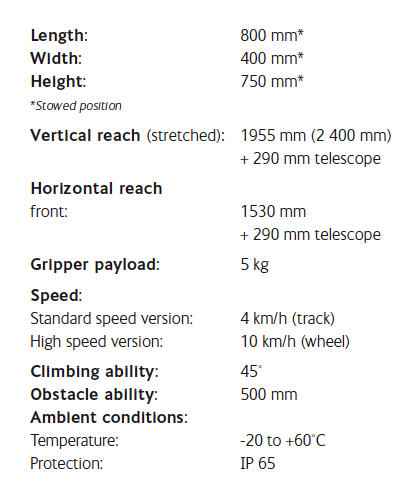 Length: 800 mm*
Width: 400 mm*
Height: 750 mm*
*Stowed position
Vertical reach (stretched): 1955 mm (2 400 mm)
+ 290 mm telescope
Horizontal reach
front: 1530 mm
+ 290 mm telescope
Gripper payload: 5 kg
Speed:
Standard speed version: 4 km/h (track)
High speed version: 10 km/h (wheel)
Climbing ability: 45°
Obstacle ability: 500 mm
Ambient conditions:
Temperature: -20 to +60°C
Protection: IP 65